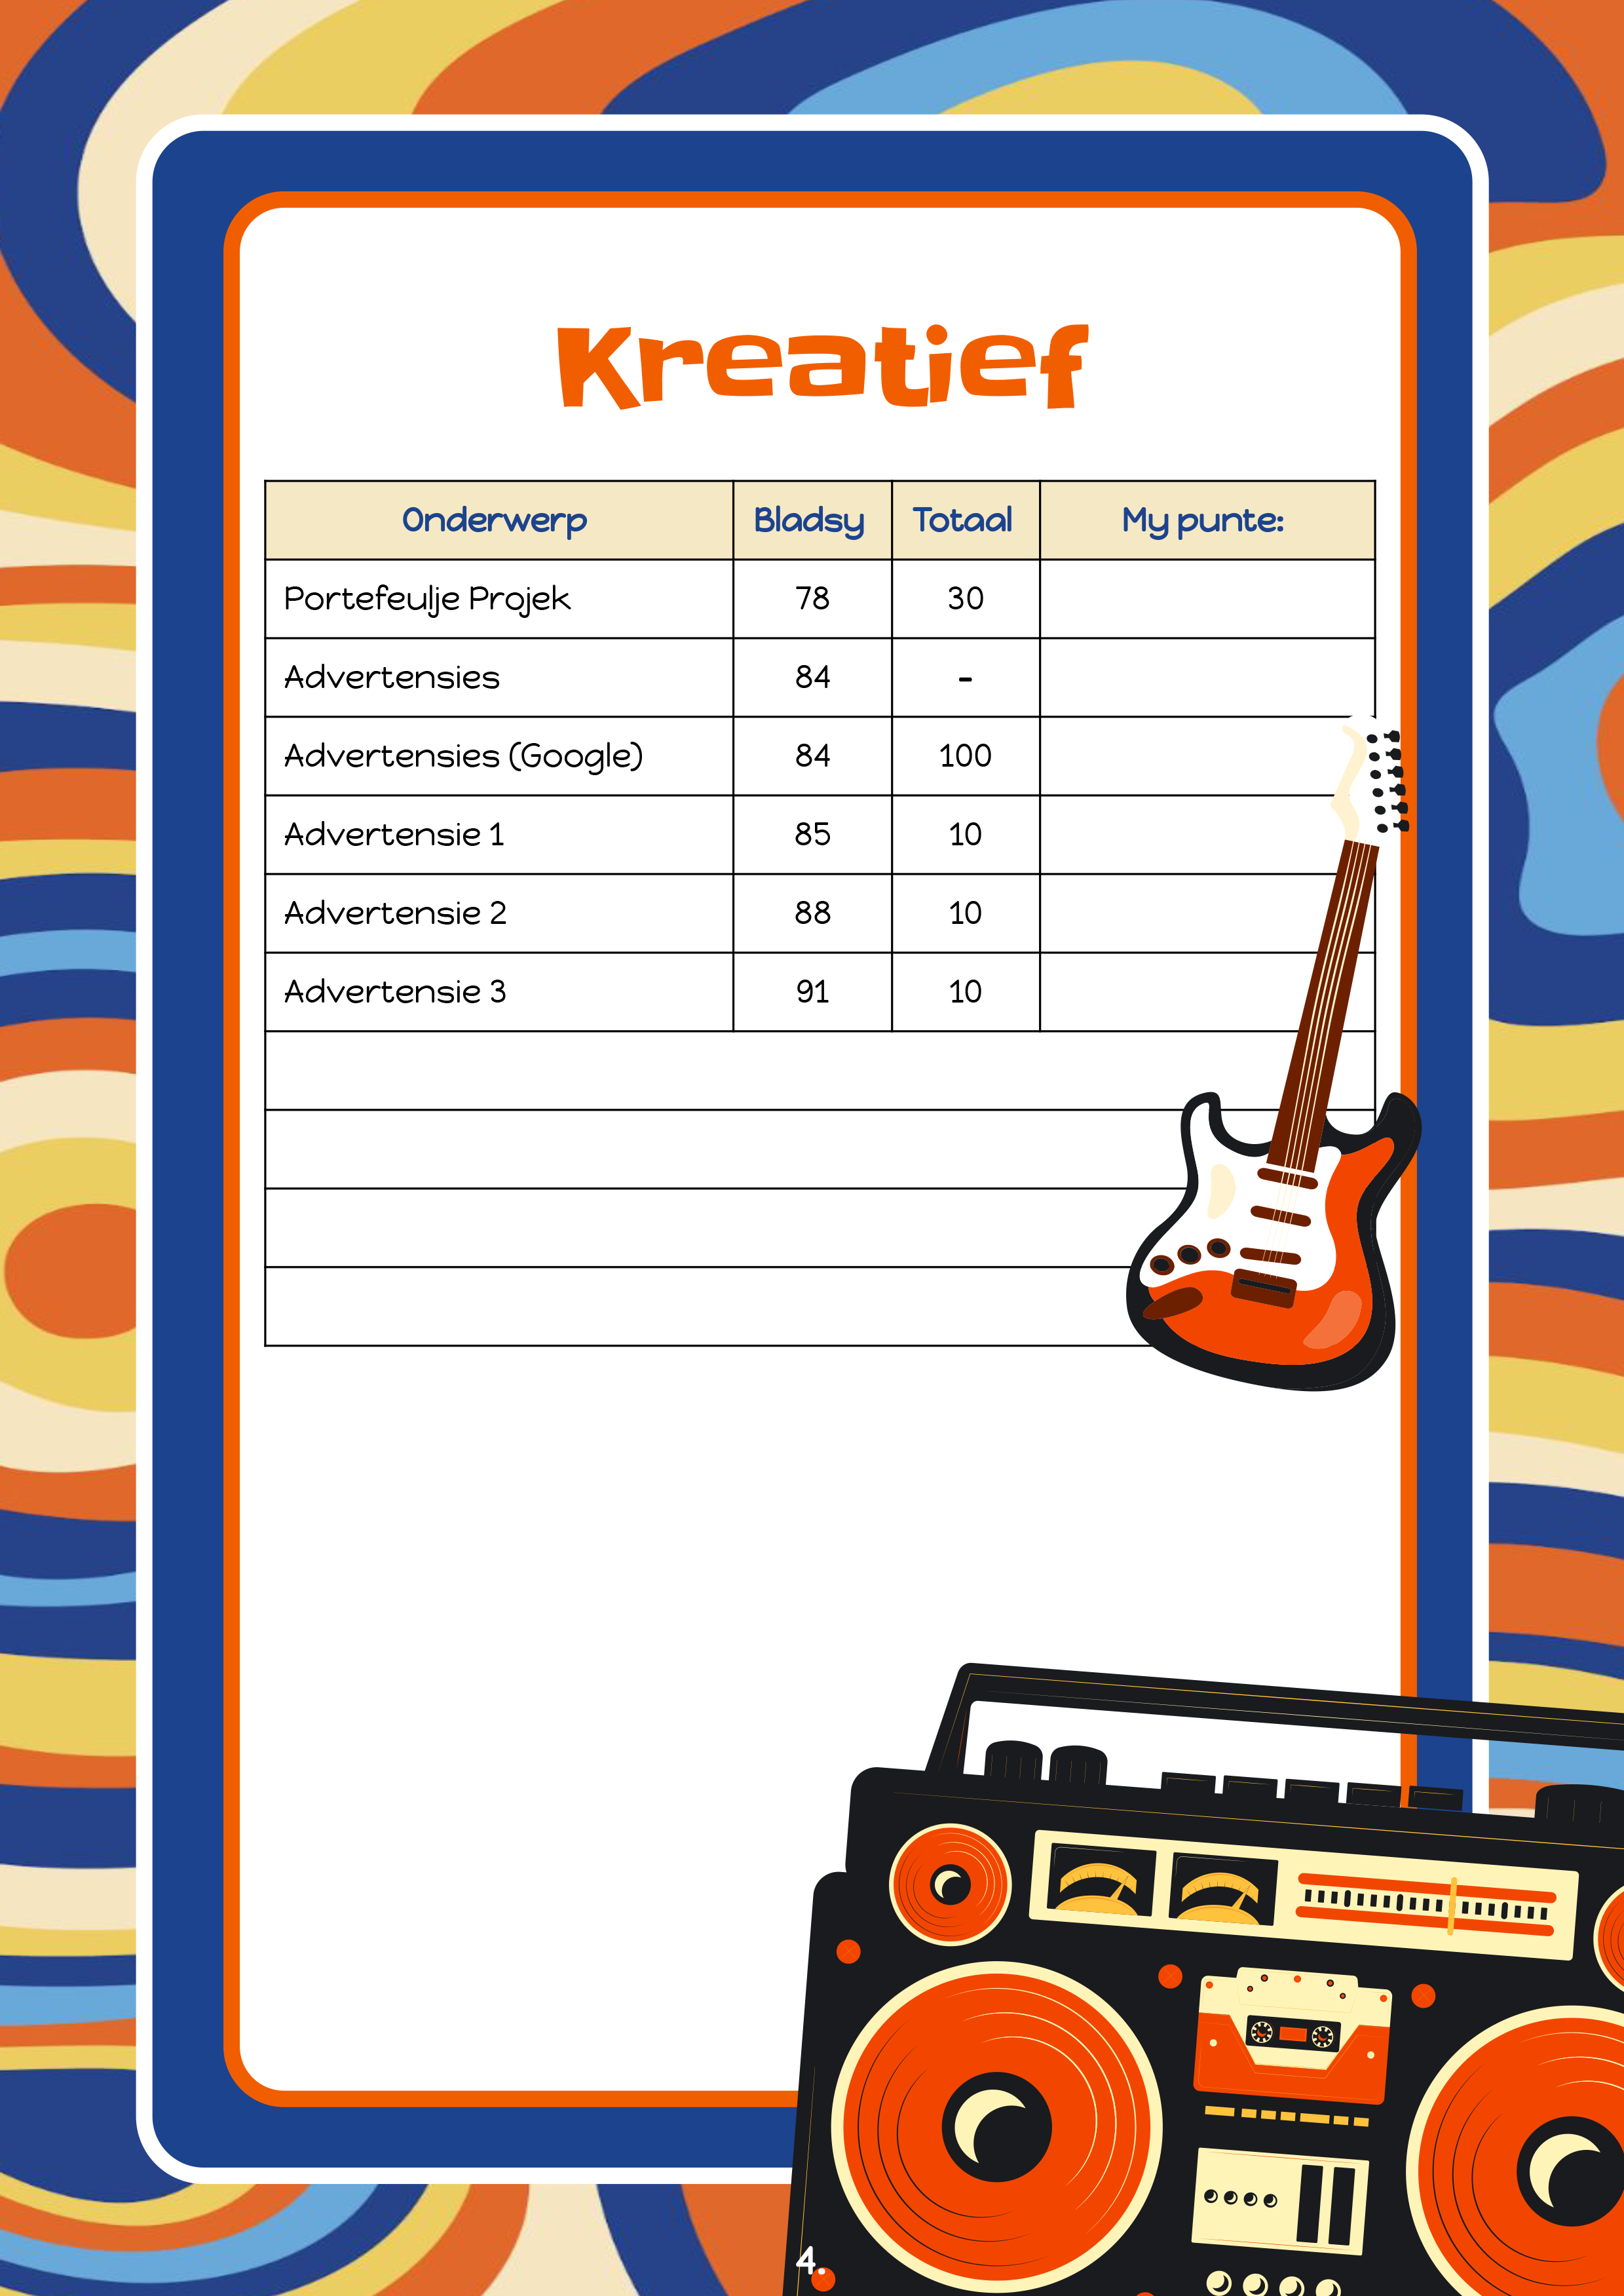 Kreatief
Onderwerp Bladsy Totaal My punte:
Portefeulje Projek 78 30
Advertensies 84 -
Advertensies (Google) 84 100
Advertensie 1 85 10
Advertensie 2 88 10
Advertensie 3 91 10
4.